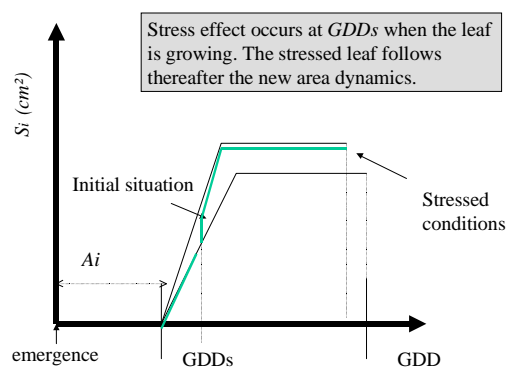 Stress effect occurs at GDDs when the leaf
is growing. The stressed leaf follows
thereafter the new area dynamics.
Si (cm²)
Initial situation
Stressed
conditions
Ai
emergence
GDDs
GDD